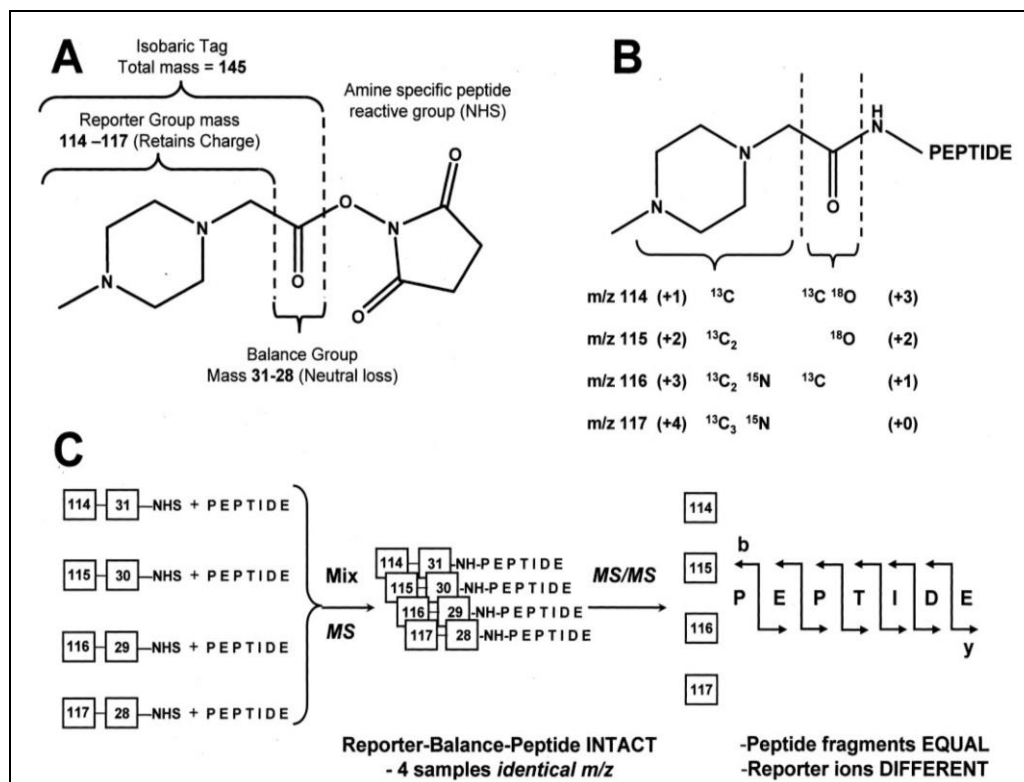 A
Isobaric Tag
Total mass = 145
Reporter Group mass
114 –117 (Retains Charge)
Amine specific peptide
reactive group (NHS)
N
N
O
O
N
O
O
Balance Group
Mass 31-28 (Neutral loss)
B
N
N
O
H
N
PEPTIDE
m/z 114 (+1) ¹³C ¹³C ¹⁸O (+3)
m/z 115 (+2) ¹³C₂ ¹⁸O (+2)
m/z 116 (+3) ¹³C₂ ¹⁵N ¹³C (+1)
m/z 117 (+4) ¹³C₃ ¹⁵N (+0)
C
114 31 NHS + PEPTIDE
115 30 NHS + PEPTIDE
116 29 NHS + PEPTIDE
117 28 NHS + PEPTIDE
Mix
MS
114 31 -NH-PEPTIDE
115 30 -NH-PEPTIDE
116 29 -NH-PEPTIDE
117 28 -NH-PEPTIDE
MS/MS
114
115
116
117
b
P E P T I D E
y
Reporter-Balance-Peptide INTACT
- 4 samples identical m/z
-Peptide fragments EQUAL
-Reporter ions DIFFERENT